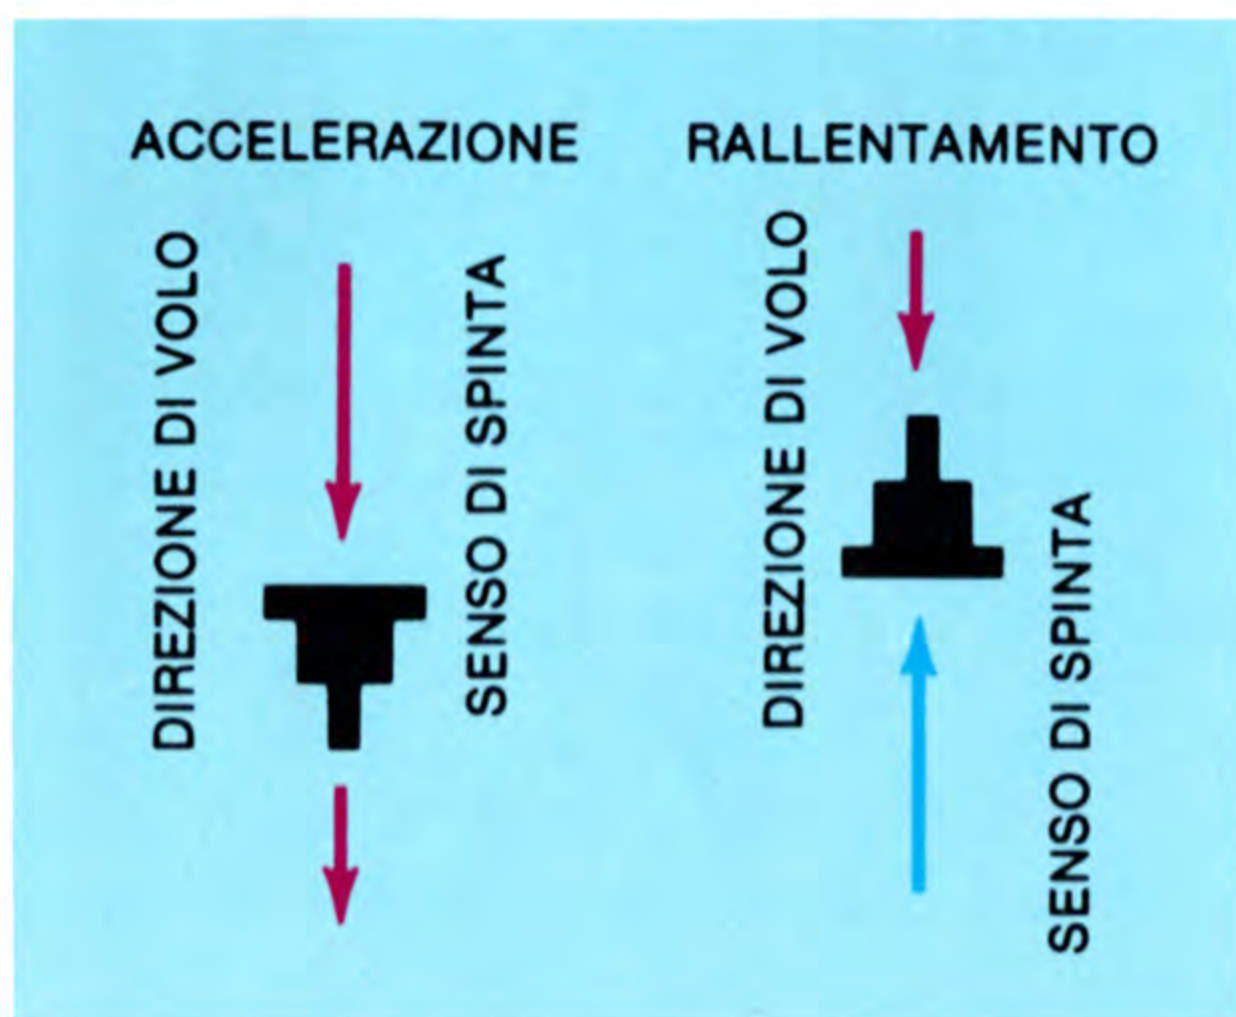 ACCELERAZIONE
DIREZIONE DI VOLO
SENSO DI SPINTA
RALLENTAMENTO
DIREZIONE DI VOLO
SENSO DI SPINTA